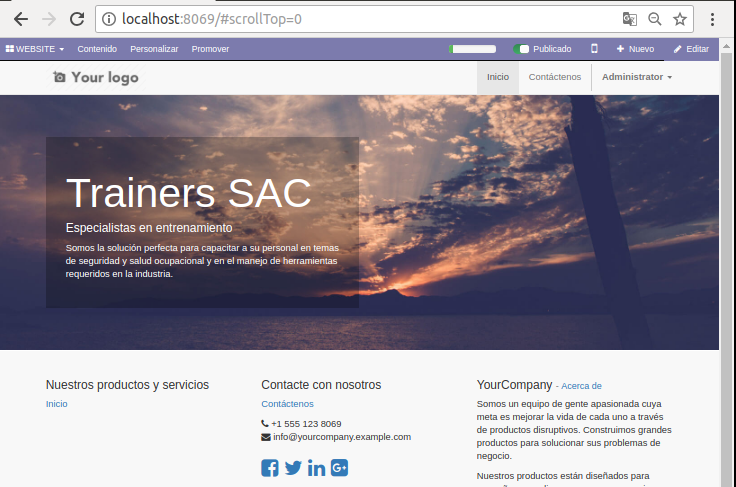 localhost:8069/#scrollTop=0
WEBSITE Contenido Personalizar Promover Publicado Nuevo Editar
Your logo Inicio Contáctenos Administrator
Trainers SAC
Especialistas en entrenamiento
Somos la solución perfecta para capacitar a su personal en temas
de seguridad y salud ocupacional y en el manejo de herramientas
requeridos en la industria.
Nuestros productos y servicios
Inicio
Contacte con nosotros
Contáctenos
+1 555 123 8069
info@yourcompany.example.com
YourCompany - Acerca de
Somos un equipo de gente apasionada cuya
meta es mejorar la vida de cada uno a través
de productos disruptivos. Construimos grandes
productos para solucionar sus problemas de
negocio.
Nuestros productos están diseñados para